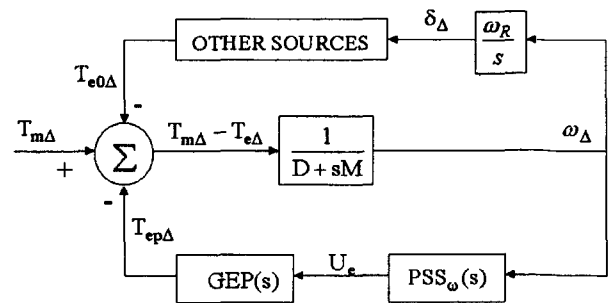 OTHER SOURCES
δ_Δ
ω_R
s
T_e0Δ
-
T_mΔ
+
Σ
T_mΔ – T_eΔ
1
D + sM
ω_Δ
-
T_epΔ
GEP(s)
U_e
PSS_ω(s)